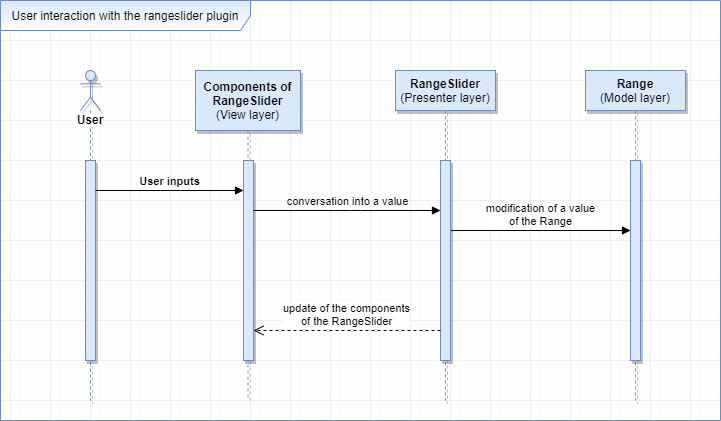 User interaction with the rangeslider plugin
User
Components of
RangeSlider
(View layer)
RangeSlider
(Presenter layer)
Range
(Model layer)
User inputs
conversation into a value
modification of a value
of the Range
update of the components
of the RangeSlider